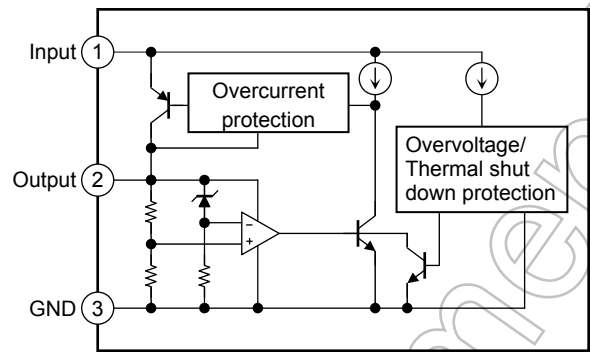 Input 1
Overcurrent
protection
Overvoltage/
Thermal shut
down protection
Output 2
−
+
GND 3